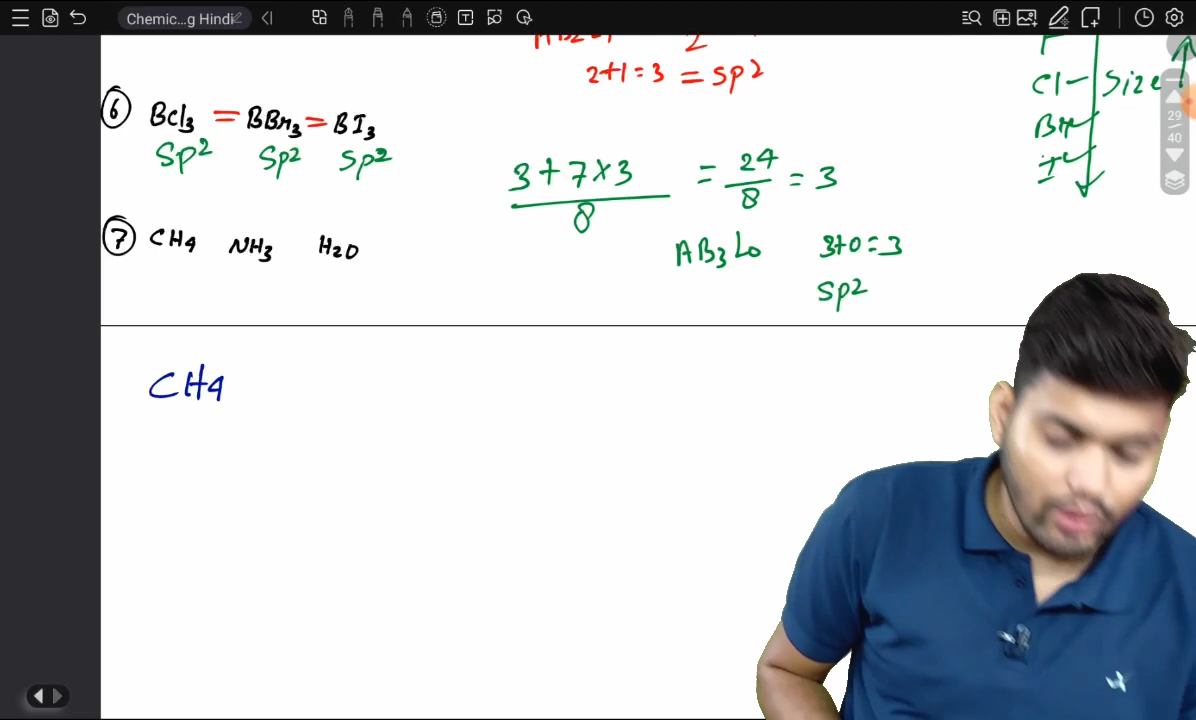 Chemic...g Hindi
2+1=3 = sp2
F
Cl Size
Br
I
29
40
⑥ BCl3 = BBr3 = BI3
sp2 sp2 sp2
3+7×3 / 8 = 24 / 8 = 3
⑦ CH4 NH3 H2O
AB3L0 3+0=3
sp2
CH4